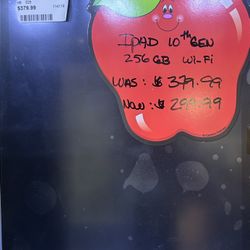 $379.99
IPAD 10th GEN
256 GB WI-FI
WAS: $379.99
NOW: $299.99